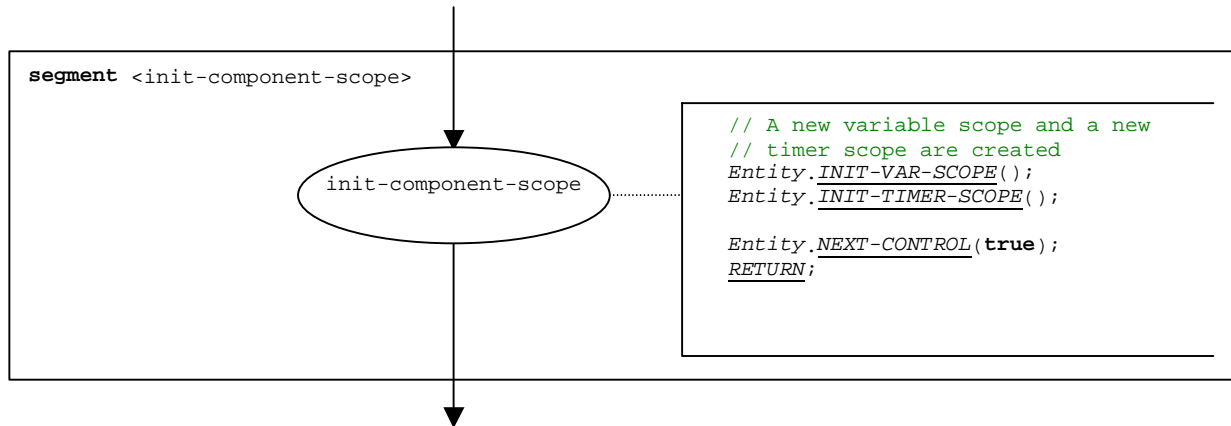 segment <init-component-scope>
init-component-scope
// A new variable scope and a new
// timer scope are created
Entity.INIT-VAR-SCOPE();
Entity.INIT-TIMER-SCOPE();
Entity.NEXT-CONTROL(true);
RETURN;